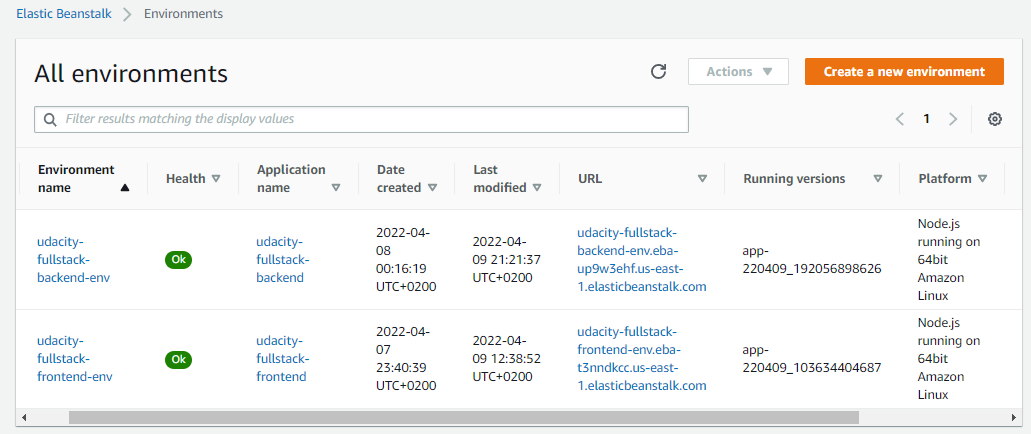 Elastic Beanstalk > Environments
All environments
Actions
Create a new environment
Filter results matching the display values
1
Environment name
Health
Application name
Date created
Last modified
URL
Running versions
Platform
udacity-
fullstack-
backend-env
Ok
udacity-
fullstack-
backend
2022-04-
08
00:16:19
UTC+0200
2022-04-
09 21:21:37
UTC+0200
udacity-fullstack-
backend-env.eba-
up9w3ehf.us-east-
1.elasticbeanstalk.com
app-
220409_192056898626
Node.js
running on
64bit
Amazon
Linux
udacity-
fullstack-
frontend-env
Ok
udacity-
fullstack-
frontend
2022-04-
07
23:40:39
UTC+0200
2022-04-
09 12:38:52
UTC+0200
udacity-fullstack-
frontend-env.eba-
t3nndkcc.us-east-
1.elasticbeanstalk.com
app-
220409_103634404687
Node.js
running on
64bit
Amazon
Linux